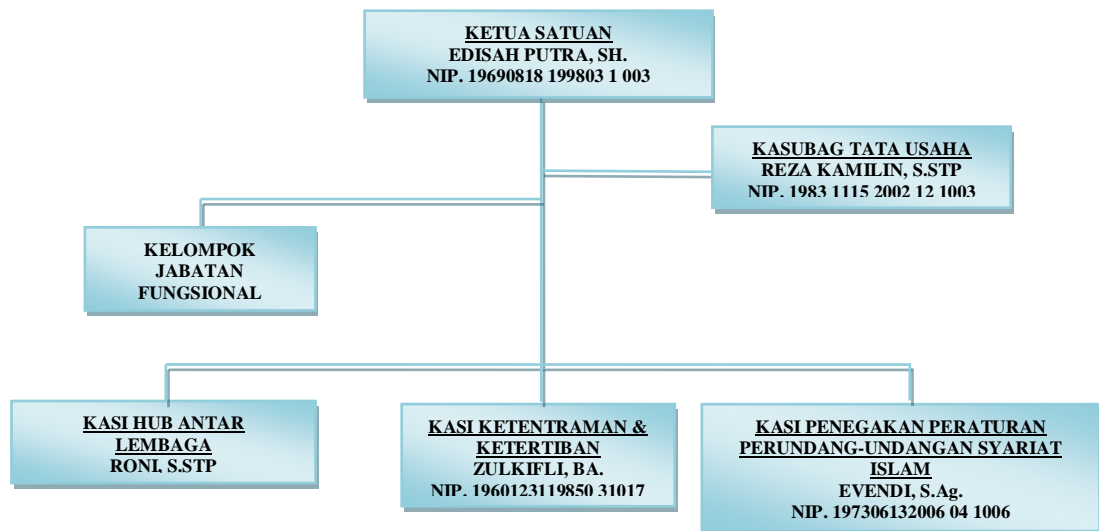 KETUA SATUAN
EDISAH PUTRA, SH.
NIP. 19690818 199803 1 003
KASUBAG TATA USAHA
REZA KAMILIN, S.STP
NIP. 1983 1115 2002 12 1003
KELOMPOK
JABATAN
FUNGSIONAL
KASI HUB ANTAR
LEMBAGA
RONI, S.STP
KASI KETENTRAMAN &
KETERTIBAN
ZULKIFLI, BA.
NIP. 1960123119850 31017
KASI PENEGAKAN PERATURAN
PERUNDANG-UNDANGAN SYARIAT
ISLAM
EVENDI, S.Ag.
NIP. 197306132006 04 1006